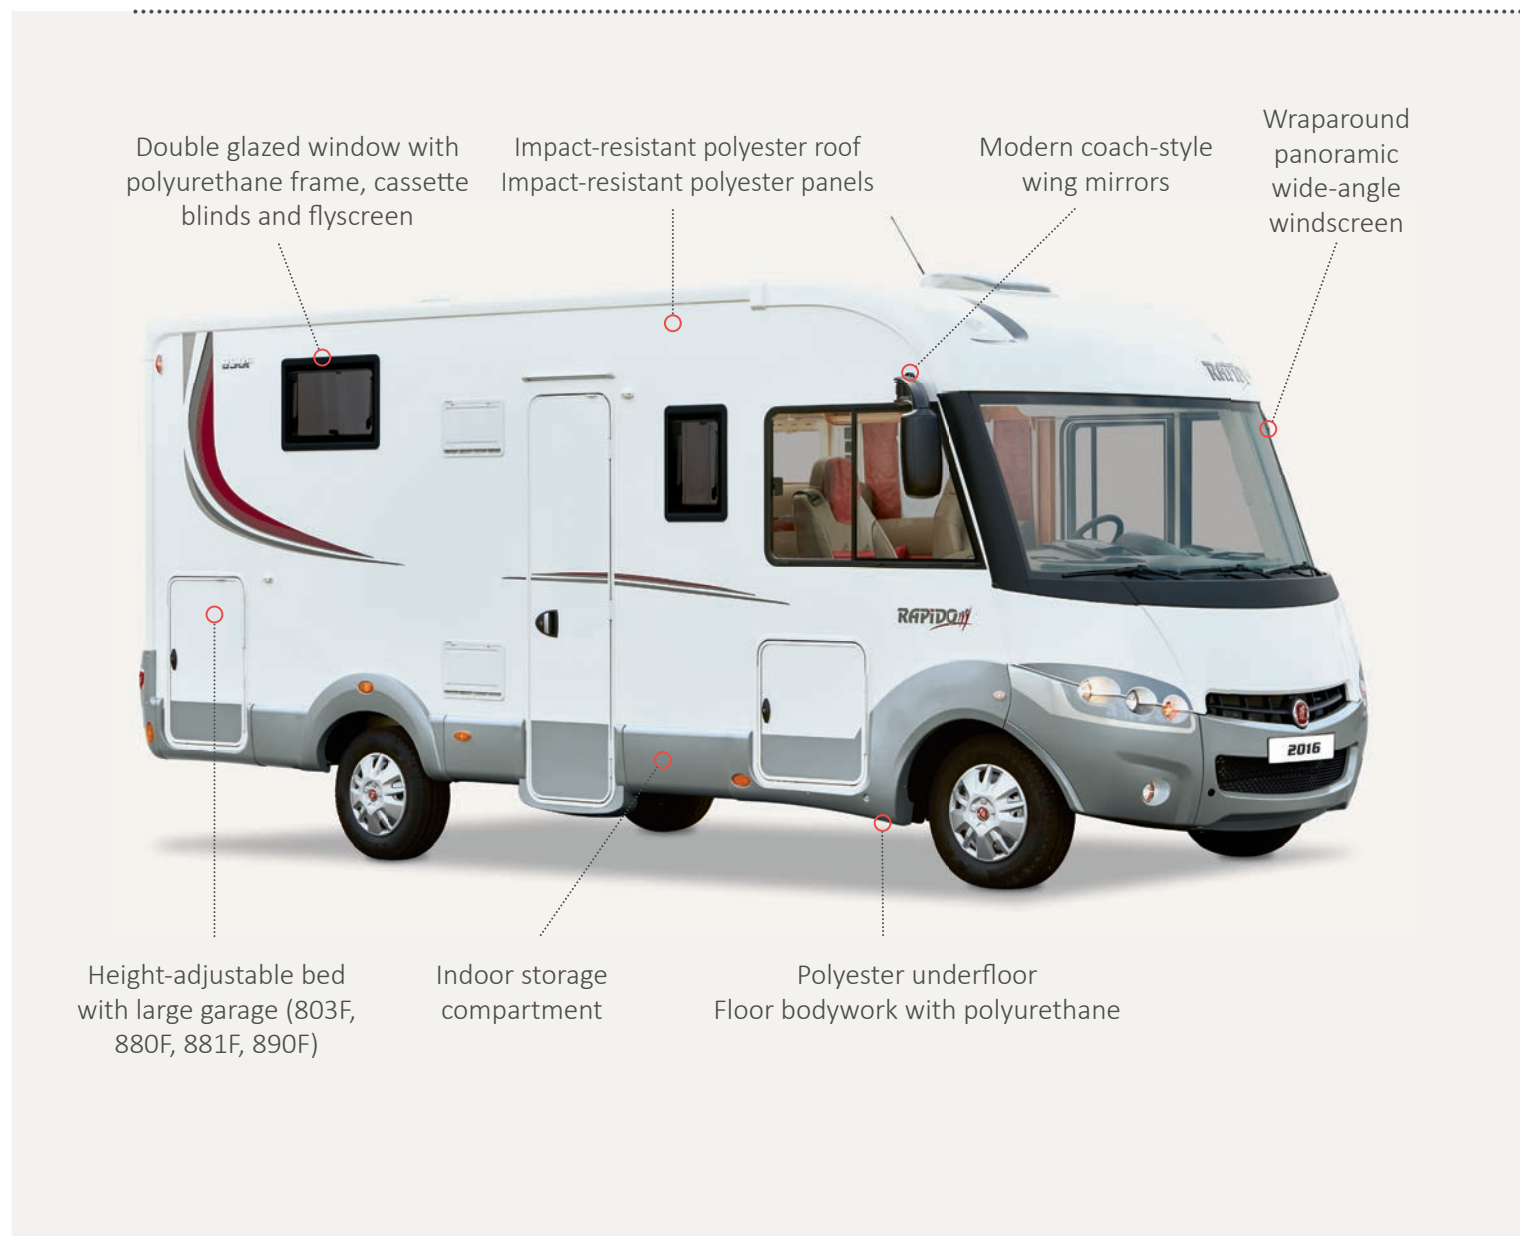 Double glazed window with
polyurethane frame, cassette
blinds and flyscreen
Impact-resistant polyester roof
Impact-resistant polyester panels
Modern coach-style
wing mirrors
Wraparound
panoramic
wide-angle
windscreen
RAPIDO
RAPIDO
2016
Height-adjustable bed
with large garage (803F,
880F, 881F, 890F)
Indoor storage
compartment
Polyester underfloor
Floor bodywork with polyurethane